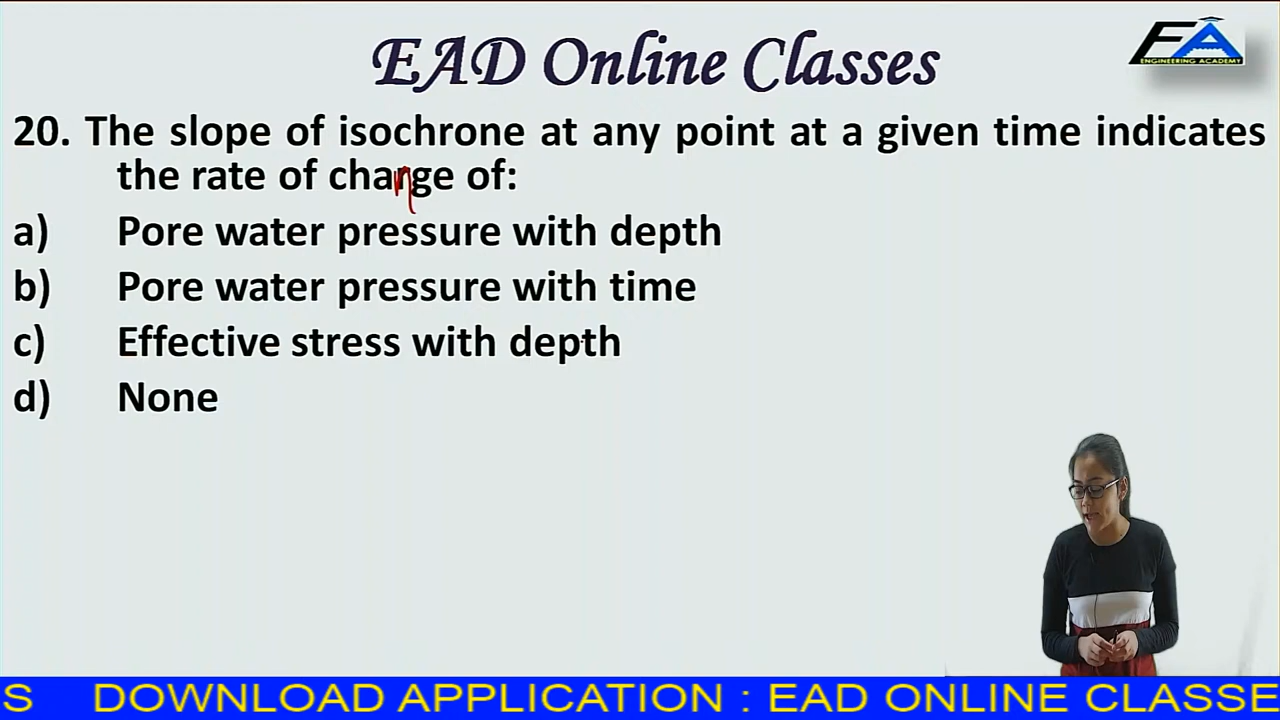 EAD Online Classes
ENGINEERING ACADEMY
20. The slope of isochrone at any point at a given time indicates
the rate of change of:
a) Pore water pressure with depth
b) Pore water pressure with time
c) Effective stress with depth
d) None
S DOWNLOAD APPLICATION : EAD ONLINE CLASSE